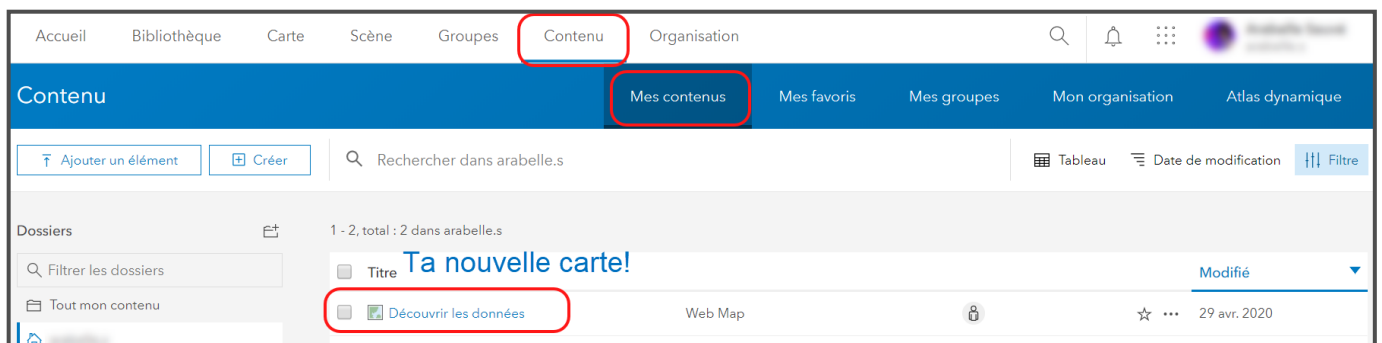 Accueil Bibliothèque Carte Scène Groupes Contenu Organisation
Contenu Mes contenus Mes favoris Mes groupes Mon organisation Atlas dynamique
Ajouter un élément Créer Rechercher dans arabelle.s Tableau Date de modification Filtre
Dossiers 1 - 2, total : 2 dans arabelle.s
Filtrer les dossiers Titre Ta nouvelle carte! Modifié
Tout mon contenu Découvrir les données Web Map 29 avr. 2020